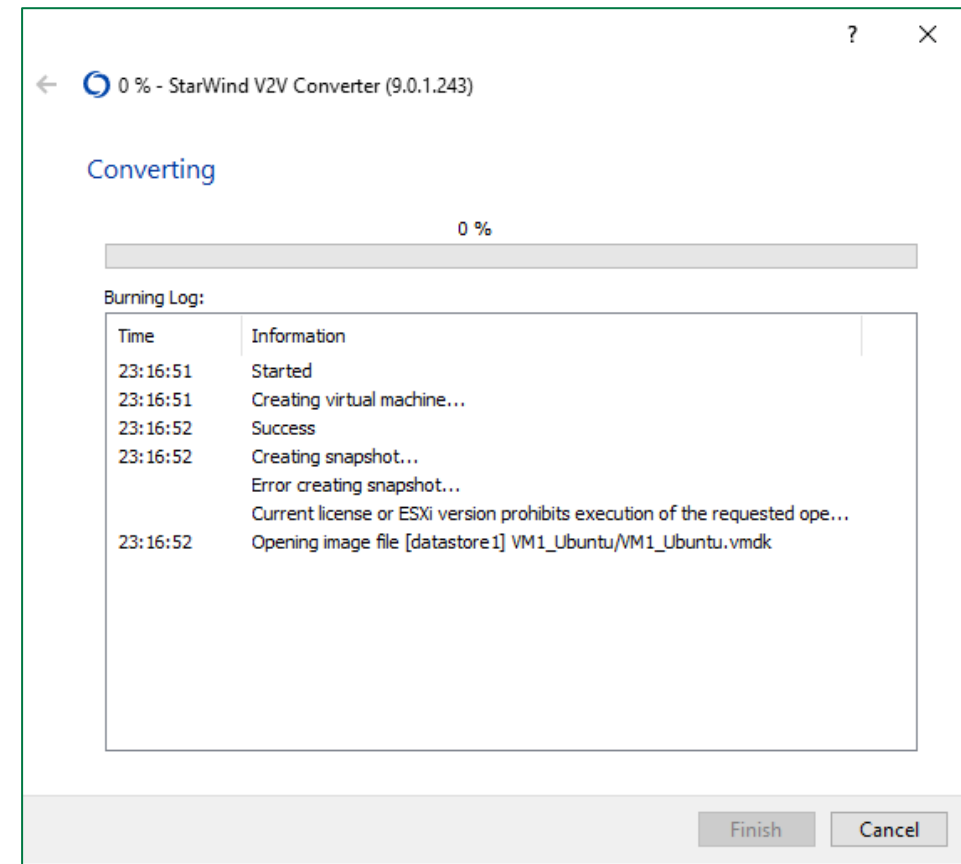 ?
0 % - StarWind V2V Converter (9.0.1.243)
Converting
0 %
Burning Log:
Time Information
23:16:51 Started
23:16:51 Creating virtual machine...
23:16:52 Success
23:16:52 Creating snapshot...
Error creating snapshot...
Current license or ESXi version prohibits execution of the requested ope...
23:16:52 Opening image file [datastore1] VM1_Ubuntu/VM1_Ubuntu.vmdk
Finish Cancel